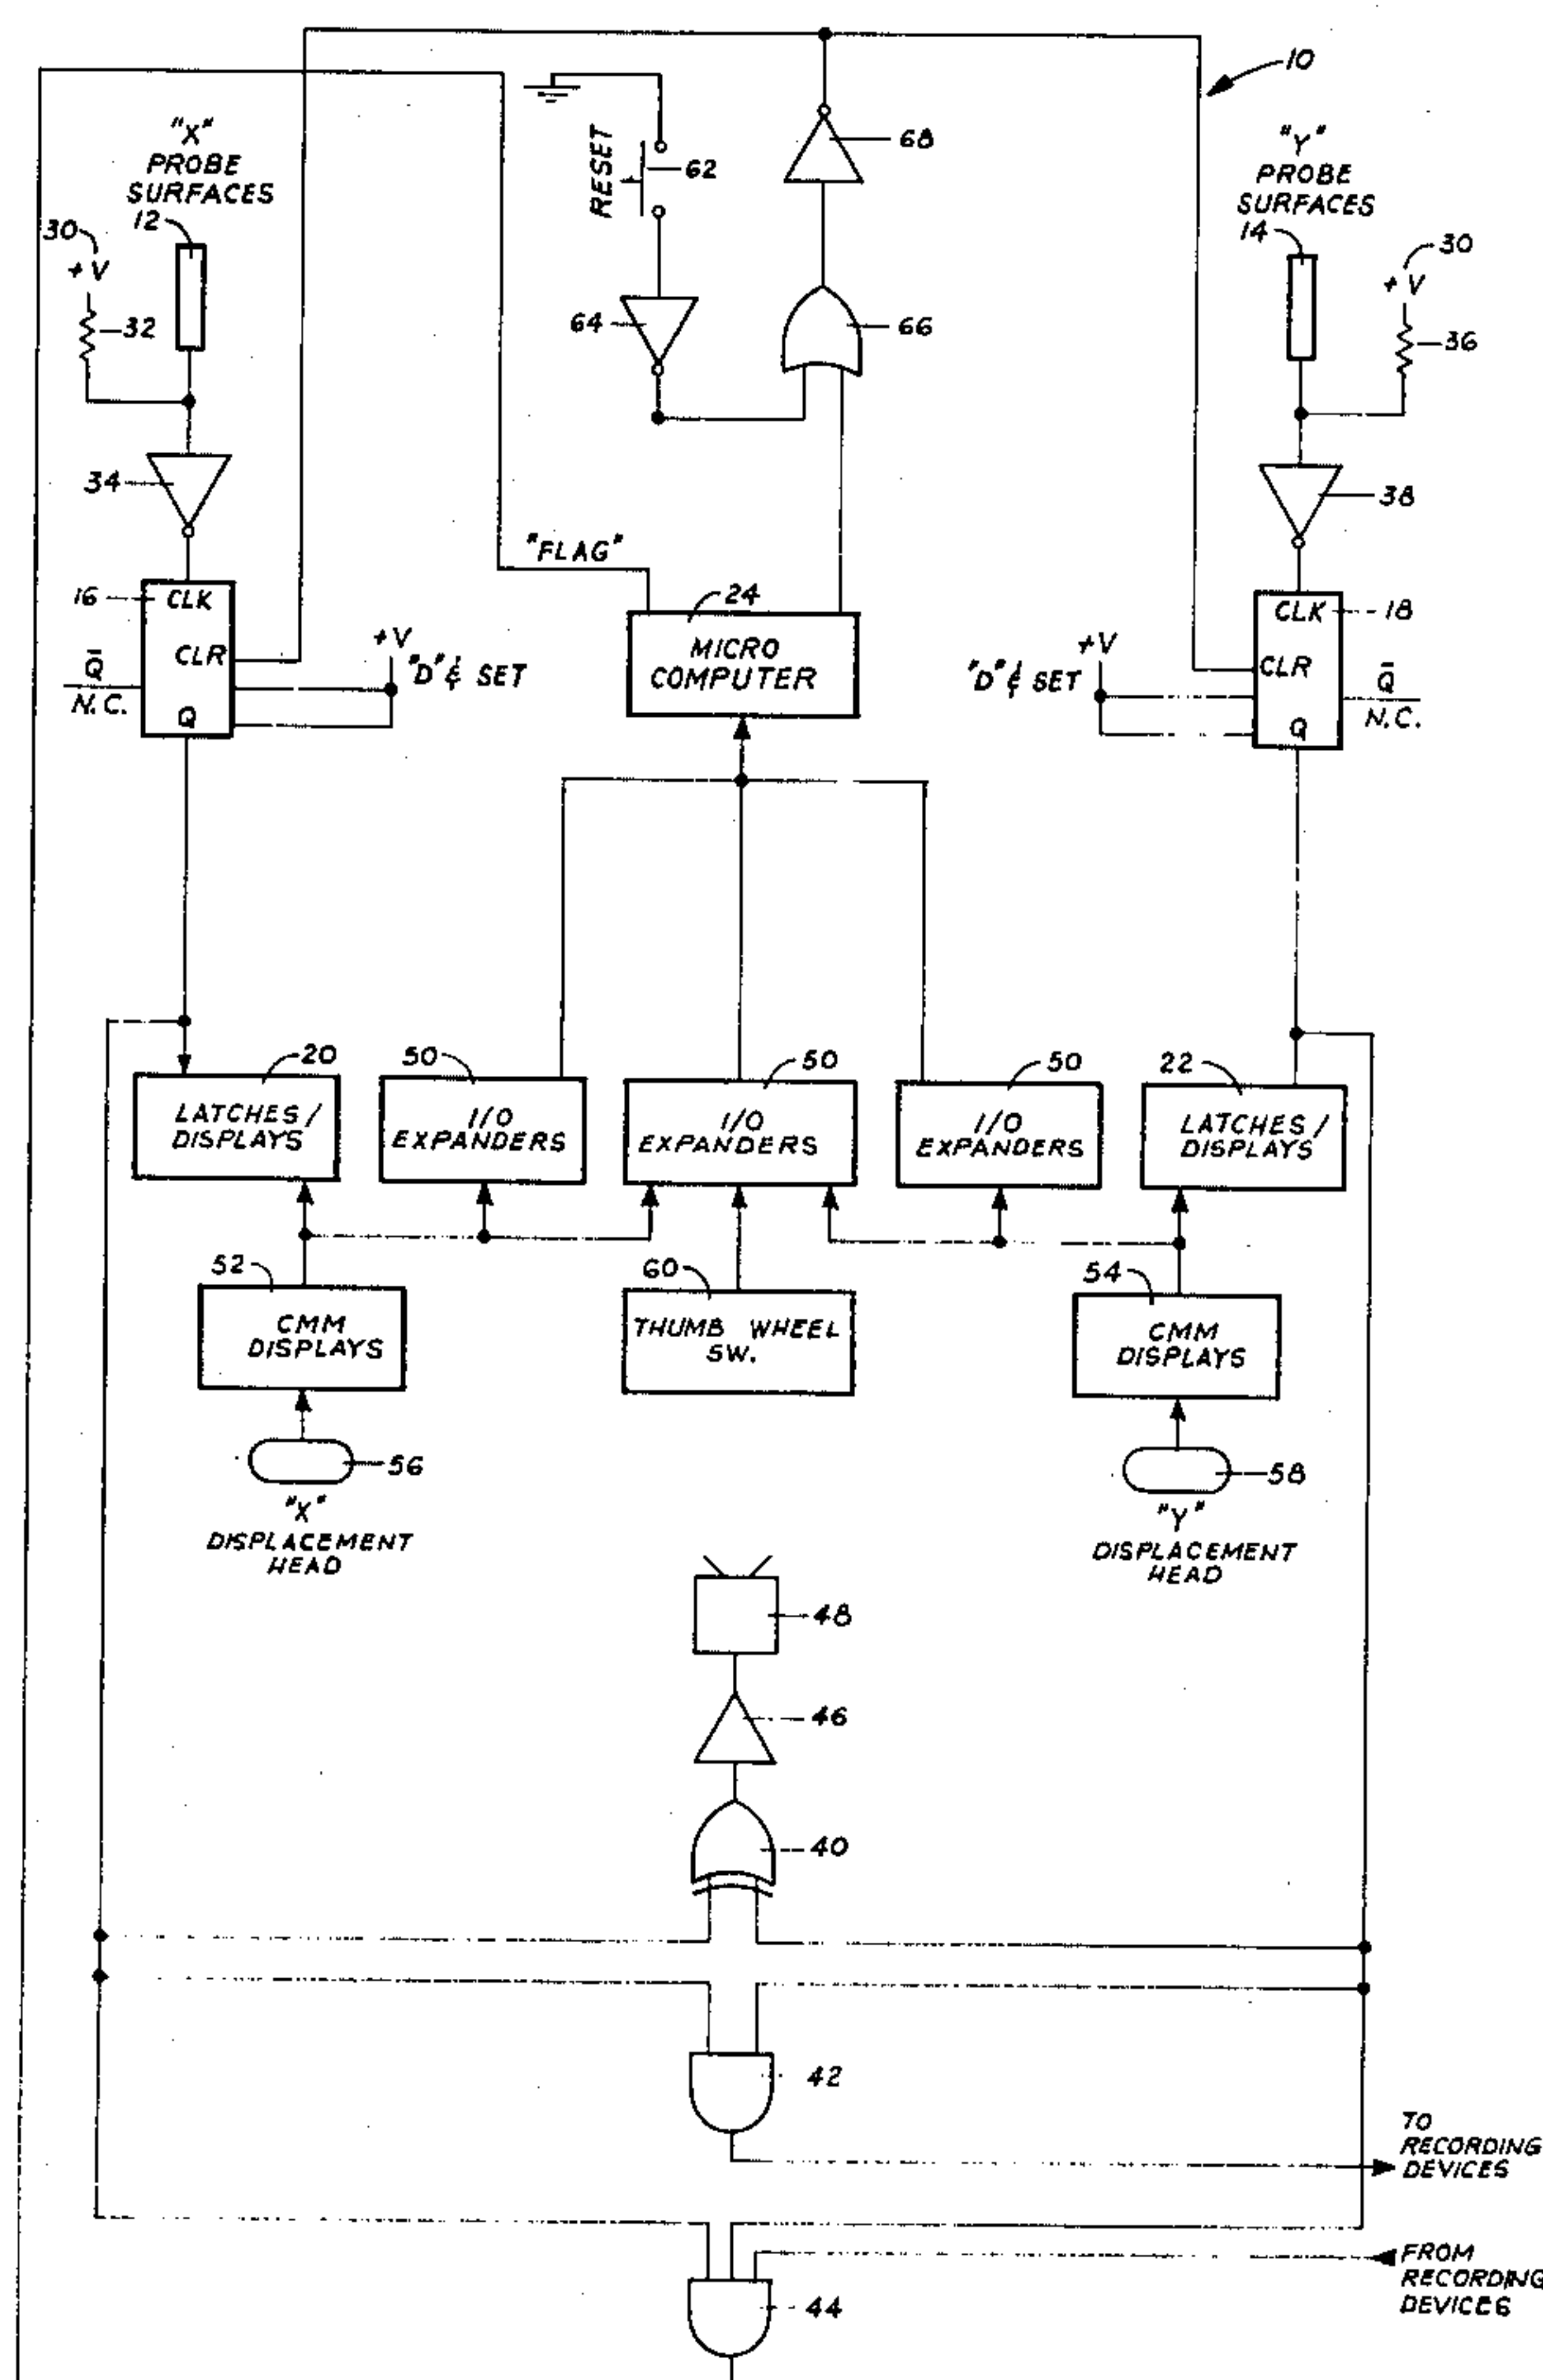 10
"X"
PROBE
SURFACES
12
30
+V
32
34
RESET
62
64
66
68
"Y"
PROBE
SURFACES
14
30
+V
36
38
"FLAG"
16
CLK
CLR
Q
Q̄
N.C.
+V
"D" & SET
24
MICRO
COMPUTER
+V
"D" & SET
CLK
18
CLR
Q
Q̄
N.C.
20
LATCHES/
DISPLAYS
50
I/O
EXPANDERS
50
I/O
EXPANDERS
50
I/O
EXPANDERS
22
LATCHES/
DISPLAYS
52
CMM
DISPLAYS
60
THUMB WHEEL
SW.
54
CMM
DISPLAYS
56
"X"
DISPLACEMENT
HEAD
58
"Y"
DISPLACEMENT
HEAD
48
46
40
42
TO
RECORDING
DEVICES
FROM
RECORDING
DEVICES
44